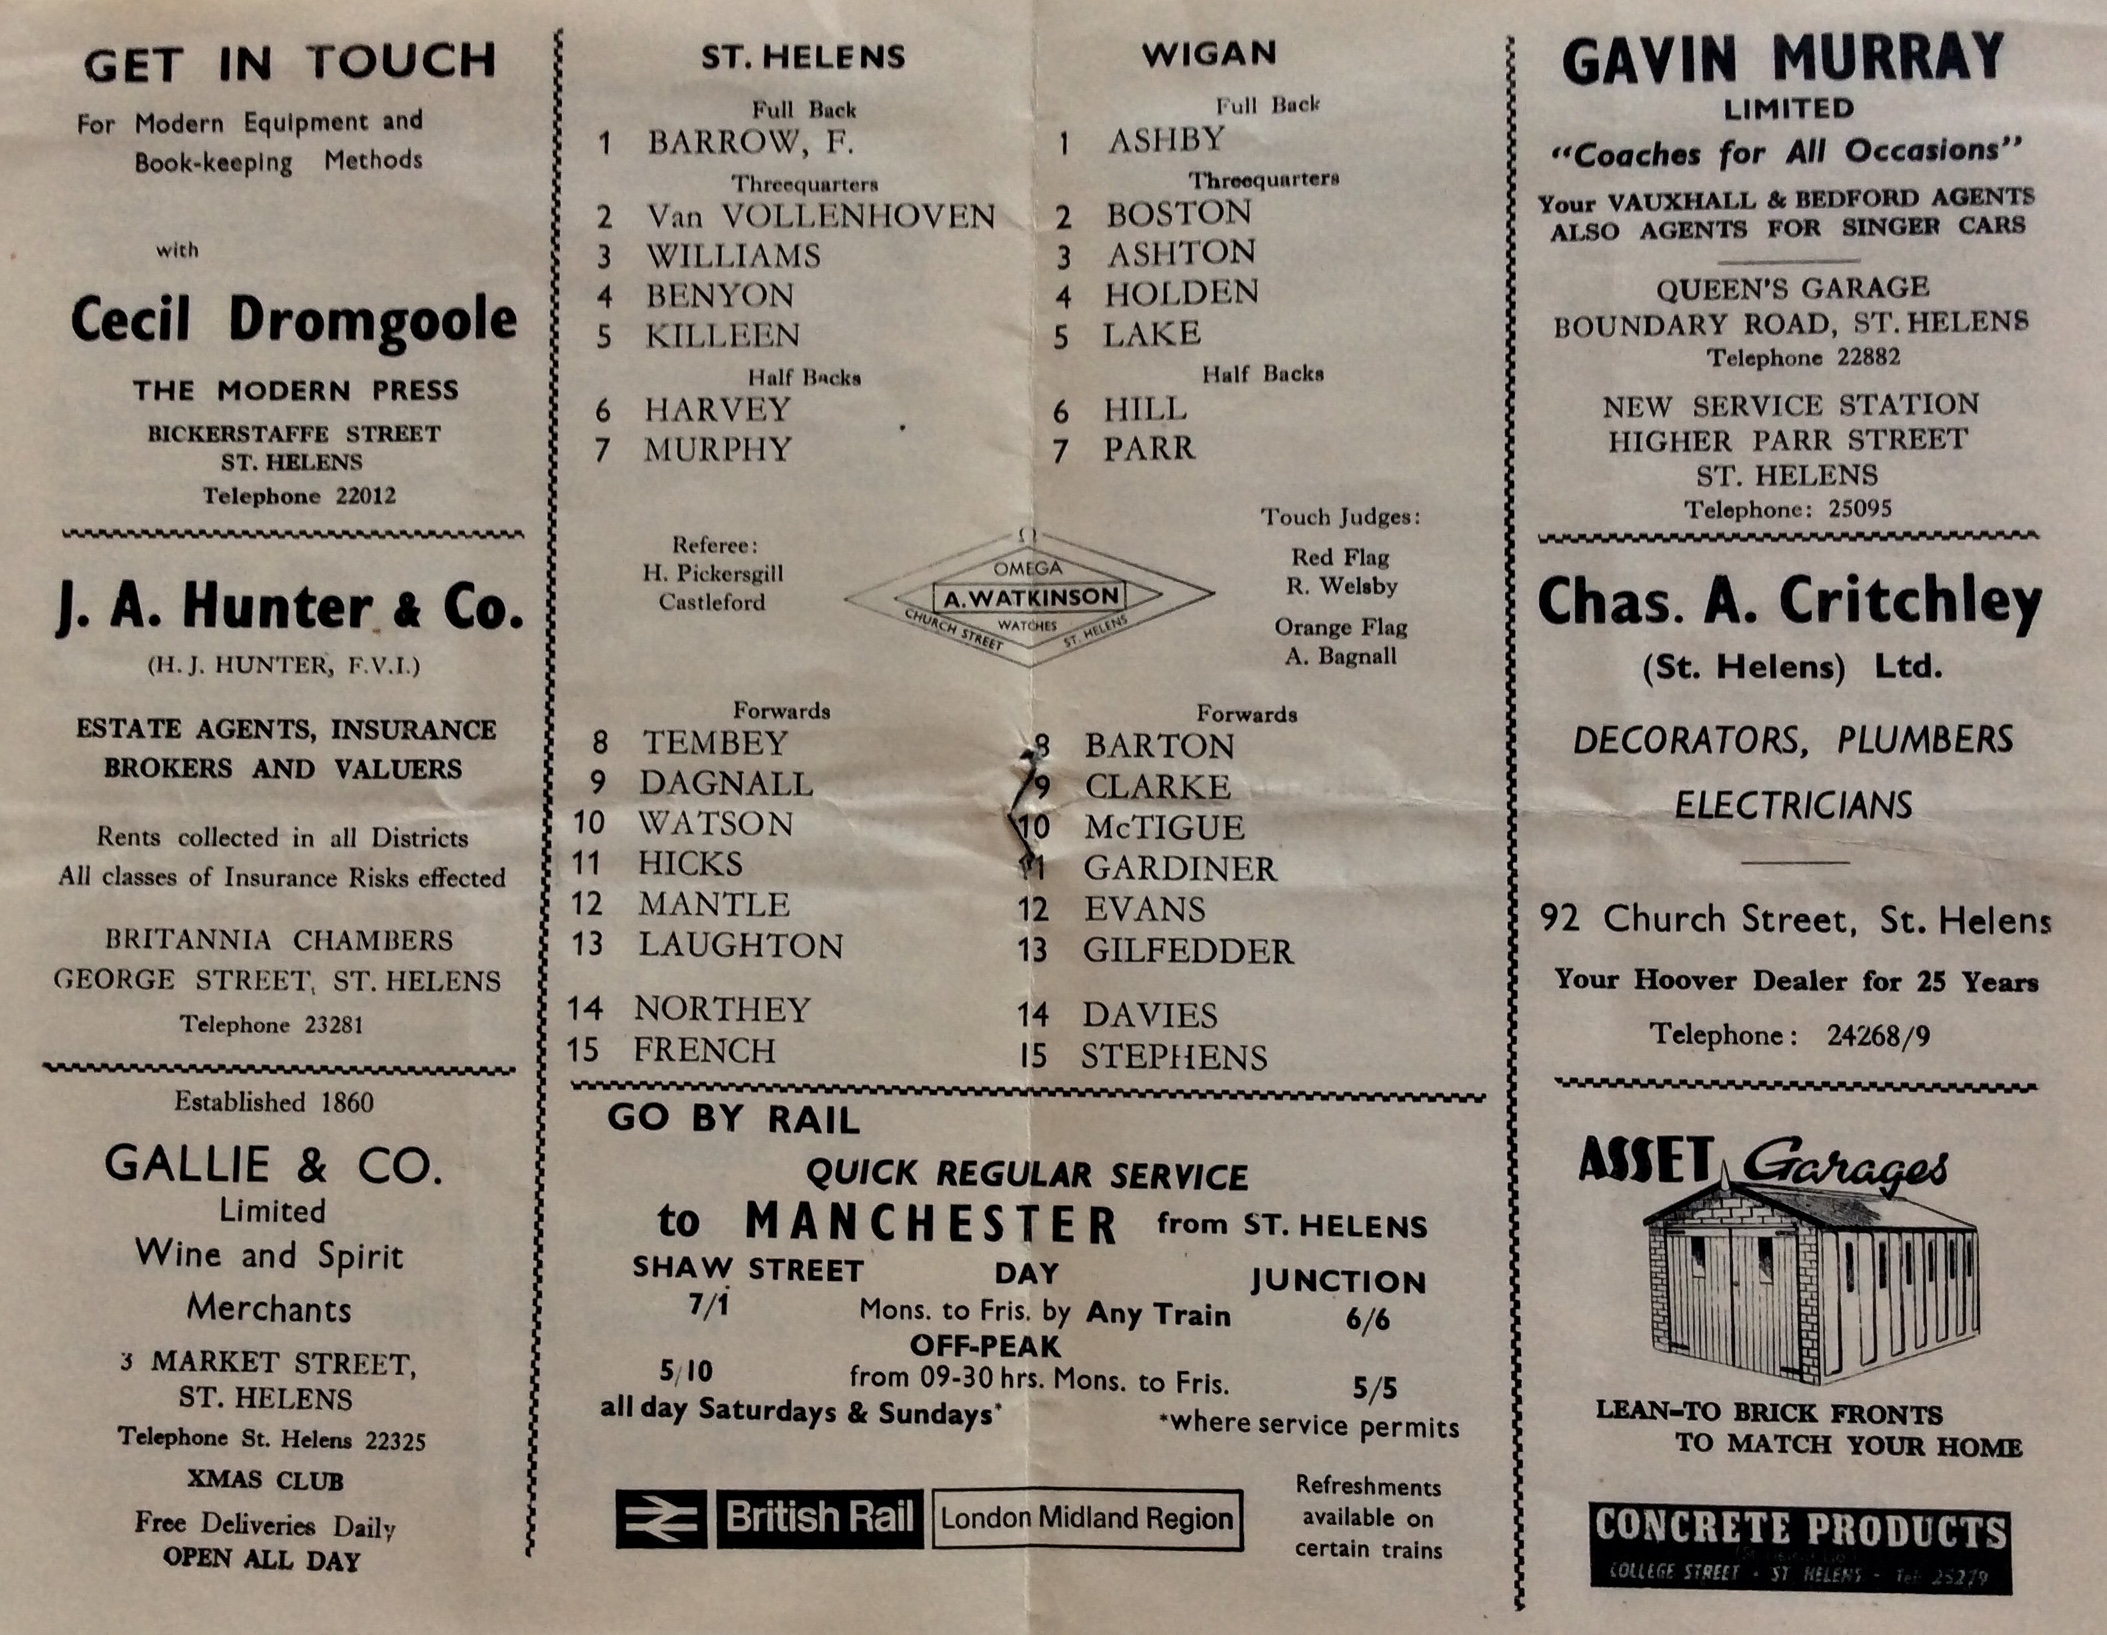 GET IN TOUCH
For Modern Equipment and
Book-keeping Methods
with
Cecil Dromgoole
THE MODERN PRESS
BICKERSTAFFE STREET
ST. HELENS
Telephone 22012
J. A. Hunter & Co.
(H. J. HUNTER, F.V.I.)
ESTATE AGENTS, INSURANCE
BROKERS AND VALUERS
Rents collected in all Districts
All classes of Insurance Risks effected
BRITANNIA CHAMBERS
GEORGE STREET, ST. HELENS
Telephone 23281
Established 1860
GALLIE & CO.
Limited
Wine and Spirit
Merchants
3 MARKET STREET,
ST. HELENS
Telephone St. Helens 22325
XMAS CLUB
Free Deliveries Daily
OPEN ALL DAY
ST. HELENS
Full Back
1 BARROW, F.
Threequarters
2 Van VOLLENHOVEN
3 WILLIAMS
4 BENYON
5 KILLEEN
Half Backs
6 HARVEY
7 MURPHY
WIGAN
Full Back
1 ASHBY
Threequarters
2 BOSTON
3 ASHTON
4 HOLDEN
5 LAKE
Half Backs
6 HILL
7 PARR
Referee:
H. Pickersgill
Castleford
Ω
OMEGA
A. WATKINSON
WATCHES
CHURCH STREET ST. HELENS
Touch Judges:
Red Flag
R. Welsby
Orange Flag
A. Bagnall
Forwards
8 TEMBEY
9 DAGNALL
10 WATSON
11 HICKS
12 MANTLE
13 LAUGHTON
14 NORTHEY
15 FRENCH
Forwards
8 BARTON
9 CLARKE
10 McTIGUE
11 GARDINER
12 EVANS
13 GILFEDDER
14 DAVIES
15 STEPHENS
GO BY RAIL
QUICK REGULAR SERVICE
to MANCHESTER from ST. HELENS
SHAW STREET DAY JUNCTION
7/1 Mons. to Fris. by Any Train 6/6
OFF-PEAK
5/10 from 09-30 hrs. Mons. to Fris. 5/5
all day Saturdays & Sundays* *where service permits
British Rail London Midland Region
Refreshments
available on
certain trains
GAVIN MURRAY
LIMITED
"Coaches for All Occasions"
Your VAUXHALL & BEDFORD AGENTS
ALSO AGENTS FOR SINGER CARS
QUEEN'S GARAGE
BOUNDARY ROAD, ST. HELENS
Telephone 22882
NEW SERVICE STATION
HIGHER PARR STREET
ST. HELENS
Telephone: 25095
Chas. A. Critchley
(St. Helens) Ltd.
DECORATORS, PLUMBERS
ELECTRICIANS
92 Church Street, St. Helens
Your Hoover Dealer for 25 Years
Telephone: 24268/9
ASSET Garages
LEAN-TO BRICK FRONTS
TO MATCH YOUR HOME
CONCRETE PRODUCTS
COLLEGE STREET - ST HELENS - Tel: 25279